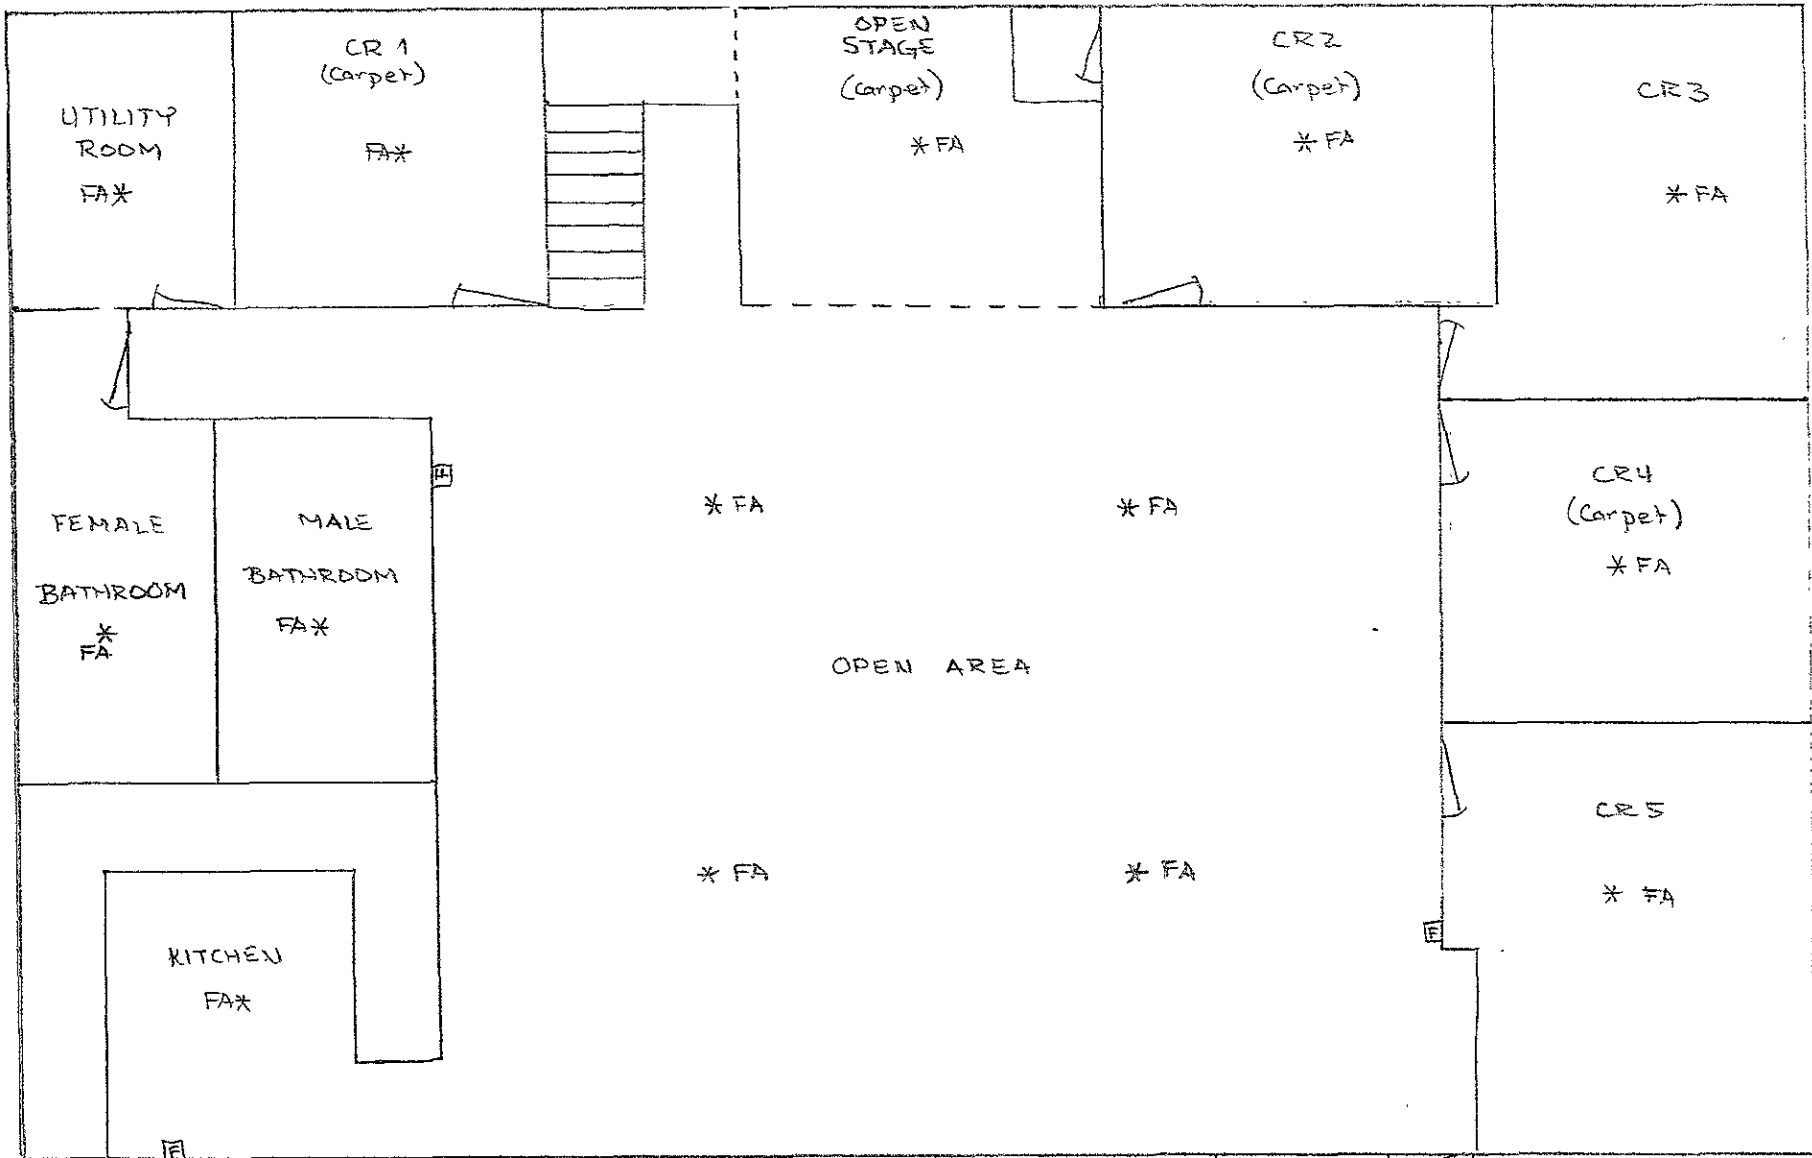 UTILITY
ROOM
FA*
CR 1
(Carpet)
FA*
OPEN
STAGE
(Carpet)
* FA
CR2
(Carpet)
* FA
CR3
* FA
FEMALE
BATHROOM
*
FA
MALE
BATHROOM
FA*
F
* FA
* FA
OPEN AREA
* FA
* FA
CR4
(Carpet)
* FA
CR5
* FA
F
KITCHEN
FA*
F